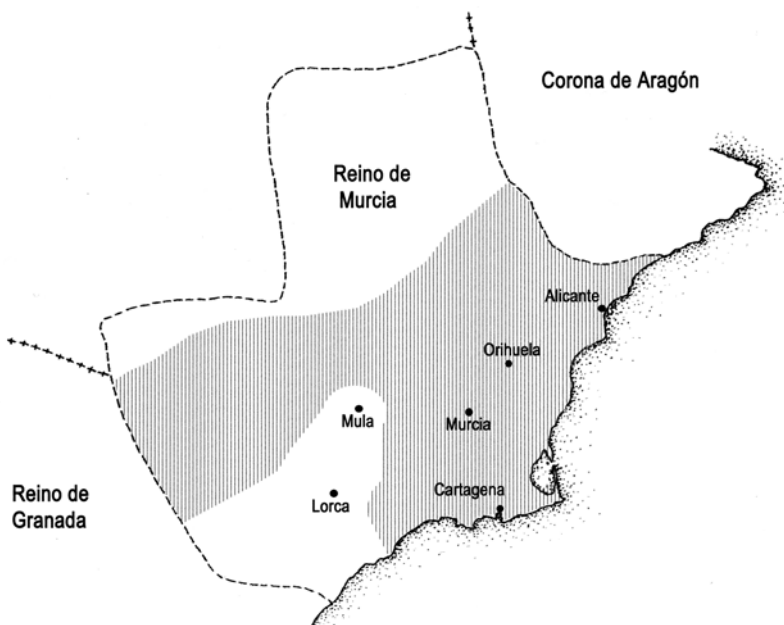 Corona de Aragón
Reino de
Murcia
Alicante
Orihuela
Mula
Murcia
Reino de
Granada
Lorca
Cartagena